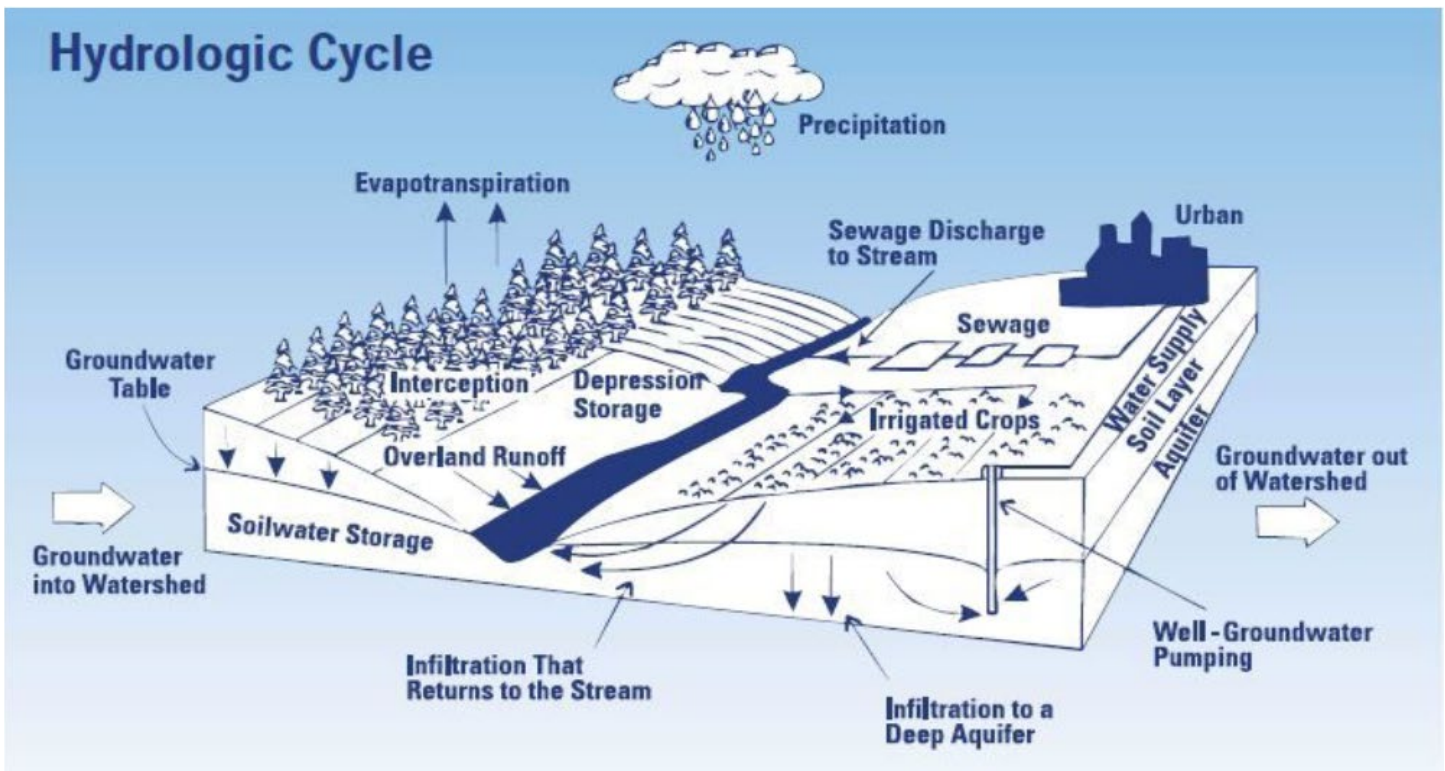 Hydrologic Cycle
Precipitation
Evapotranspiration
Urban
Sewage Discharge
to Stream
Sewage
Groundwater
Table
Interception
Depression
Storage
Water Supply
Soil Layer
Aquifer
Irrigated Crops
Overland Runoff
Groundwater out
of Watershed
Soilwater Storage
Groundwater
into Watershed
Well-Groundwater
Pumping
Infiltration That
Returns to the Stream
Infiltration to a
Deep Aquifer